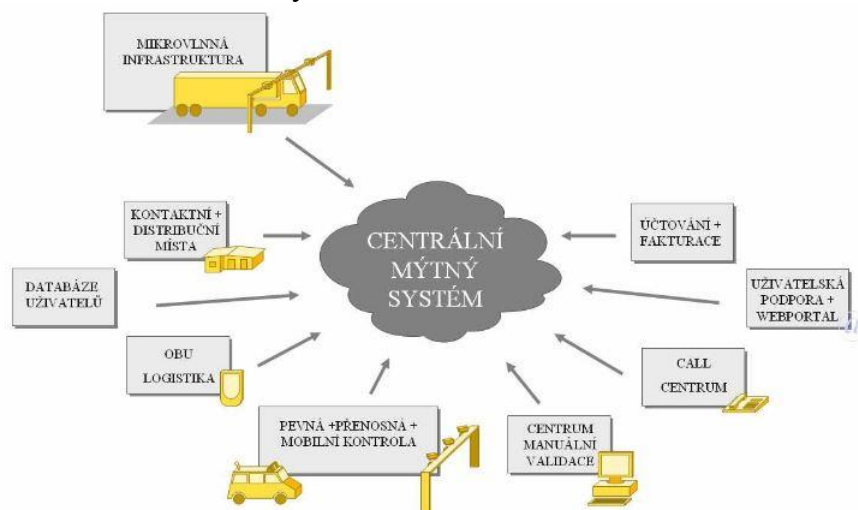 MIKROVLNNÁ
INFRASTRUKTURA
KONTAKTNÍ +
DISTRIBUČNÍ
MÍSTA
CENTRÁLNÍ
MÝTNÝ
SYSTÉM
ÚČTOVÁNÍ +
FAKTURACE
DATABÁZE
UŽIVATELŮ
UŽIVATELSKÁ
PODPORA +
WEBPORTAL
@
OBU
LOGISTIKA
CALL
CENTRUM
PEVNÁ +PŘENOSNÁ +
MOBILNÍ KONTROLA
CENTRUM
MANUÁLNÍ
VALIDACE